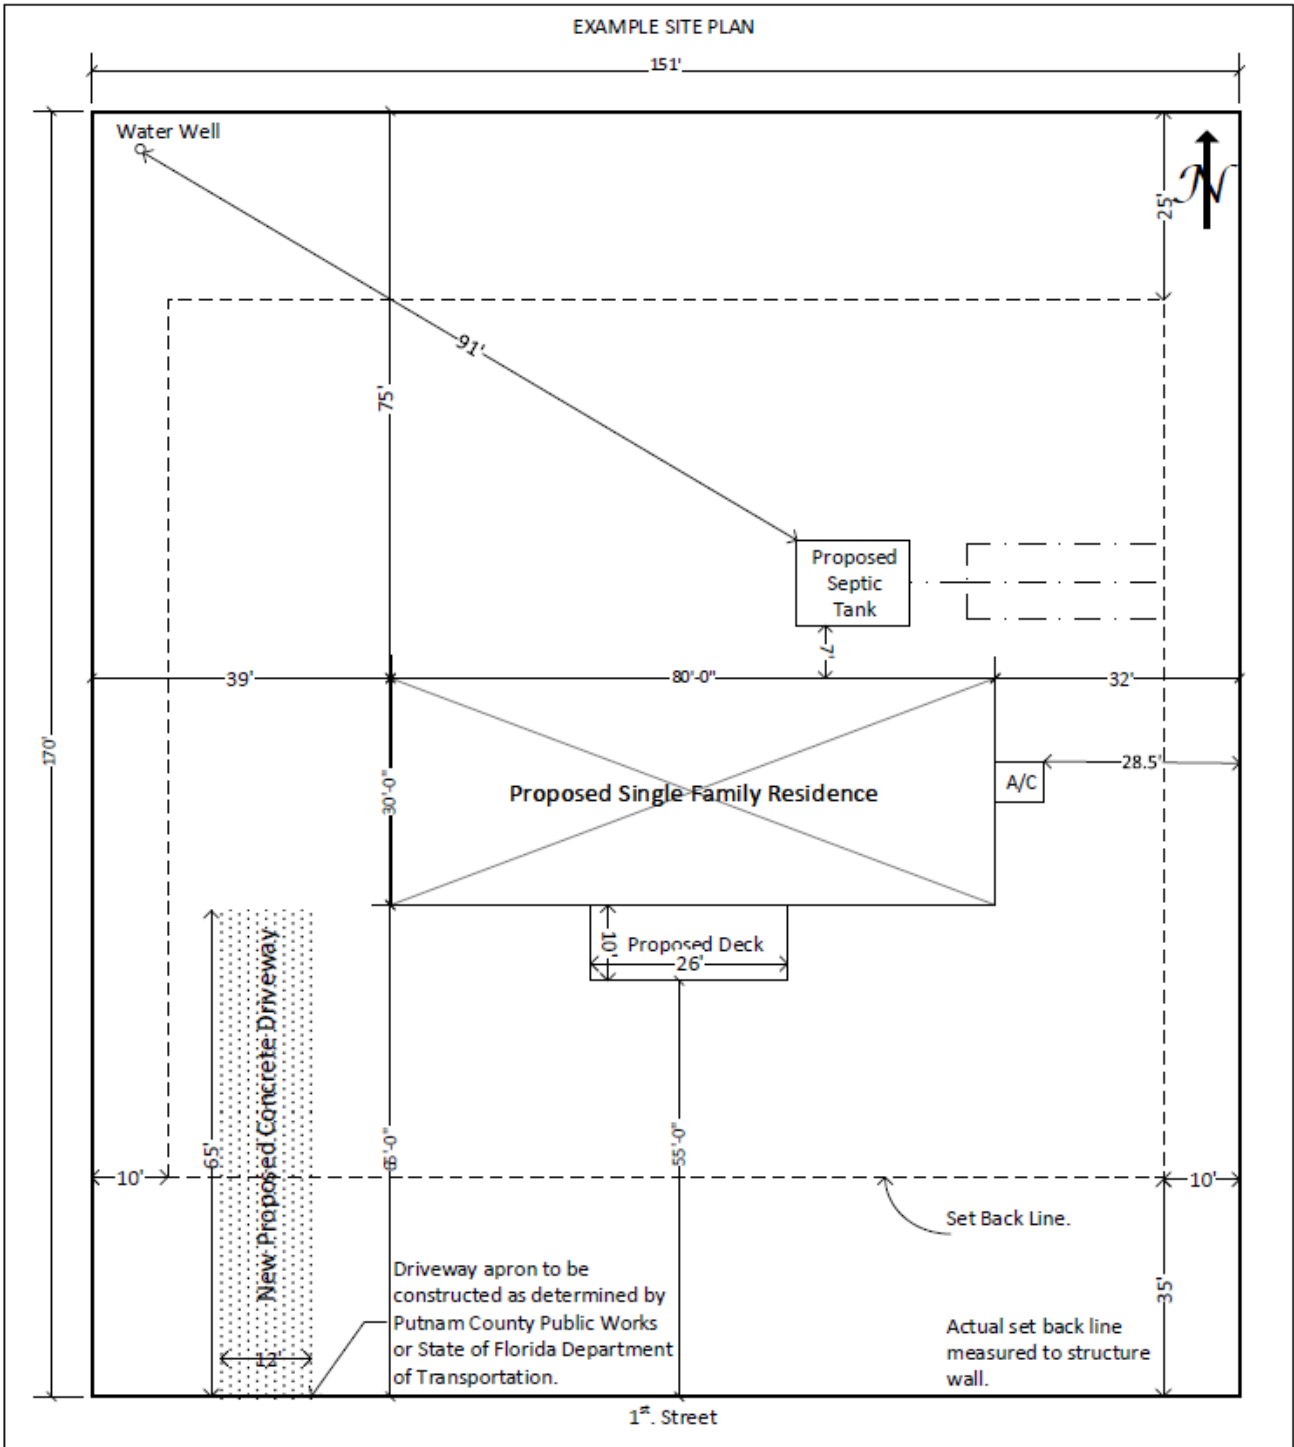 EXAMPLE SITE PLAN
151'
Water Well
N
25'
91'
75'
Proposed
Septic
Tank
7'
39'
80'-0"
32'
170'
28.5'
A/C
30'-0"
Proposed Single Family Residence
10'
Proposed Deck
26'
New Proposed Concrete Driveway
65'
65'-0"
55'-0"
10'
10'
Set Back Line.
Driveway apron to be
constructed as determined by
Putnam County Public Works
or State of Florida Department
of Transportation.
35'
Actual set back line
measured to structure
wall.
12'
1st. Street